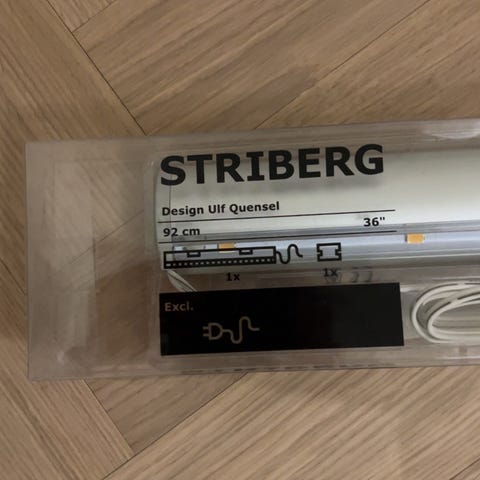 STRIBERG
Design Ulf Quensel
92 cm 36"
1x 1x
Excl.